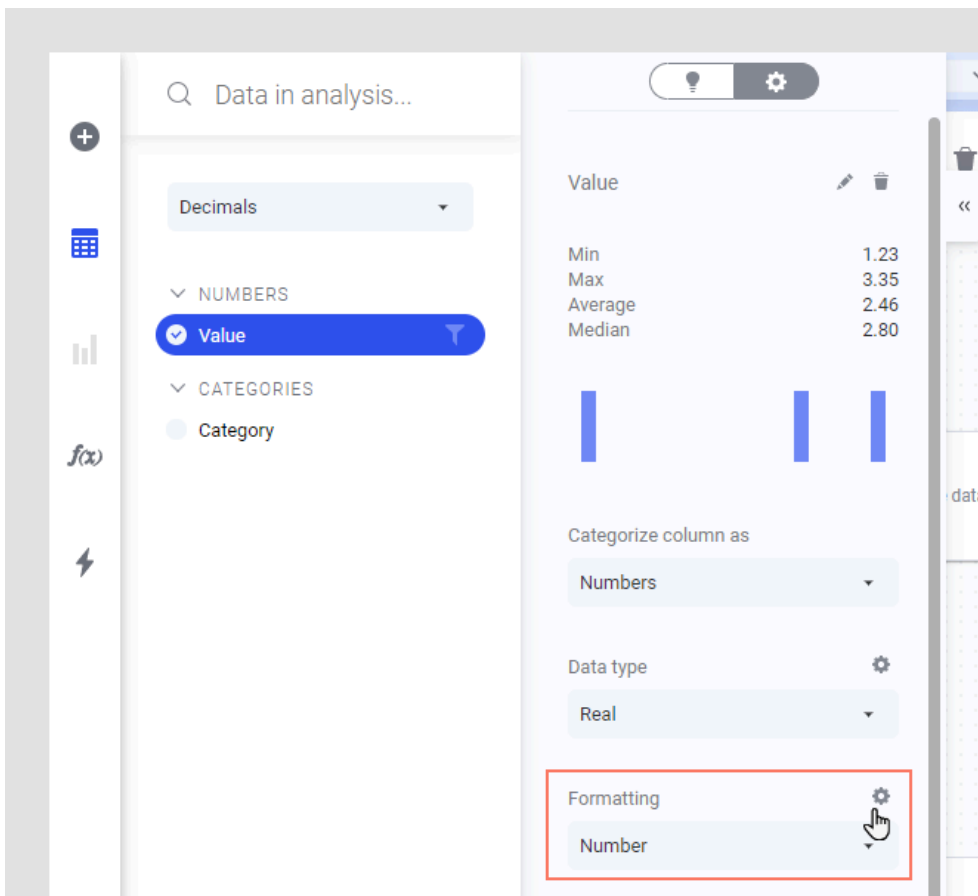 Data in analysis...
Decimals
NUMBERS
Value
CATEGORIES
Category
f(x)
Value
Min 1.23
Max 3.35
Average 2.46
Median 2.80
Categorize column as
Numbers
Data type
Real
Formatting
Number
«
dat